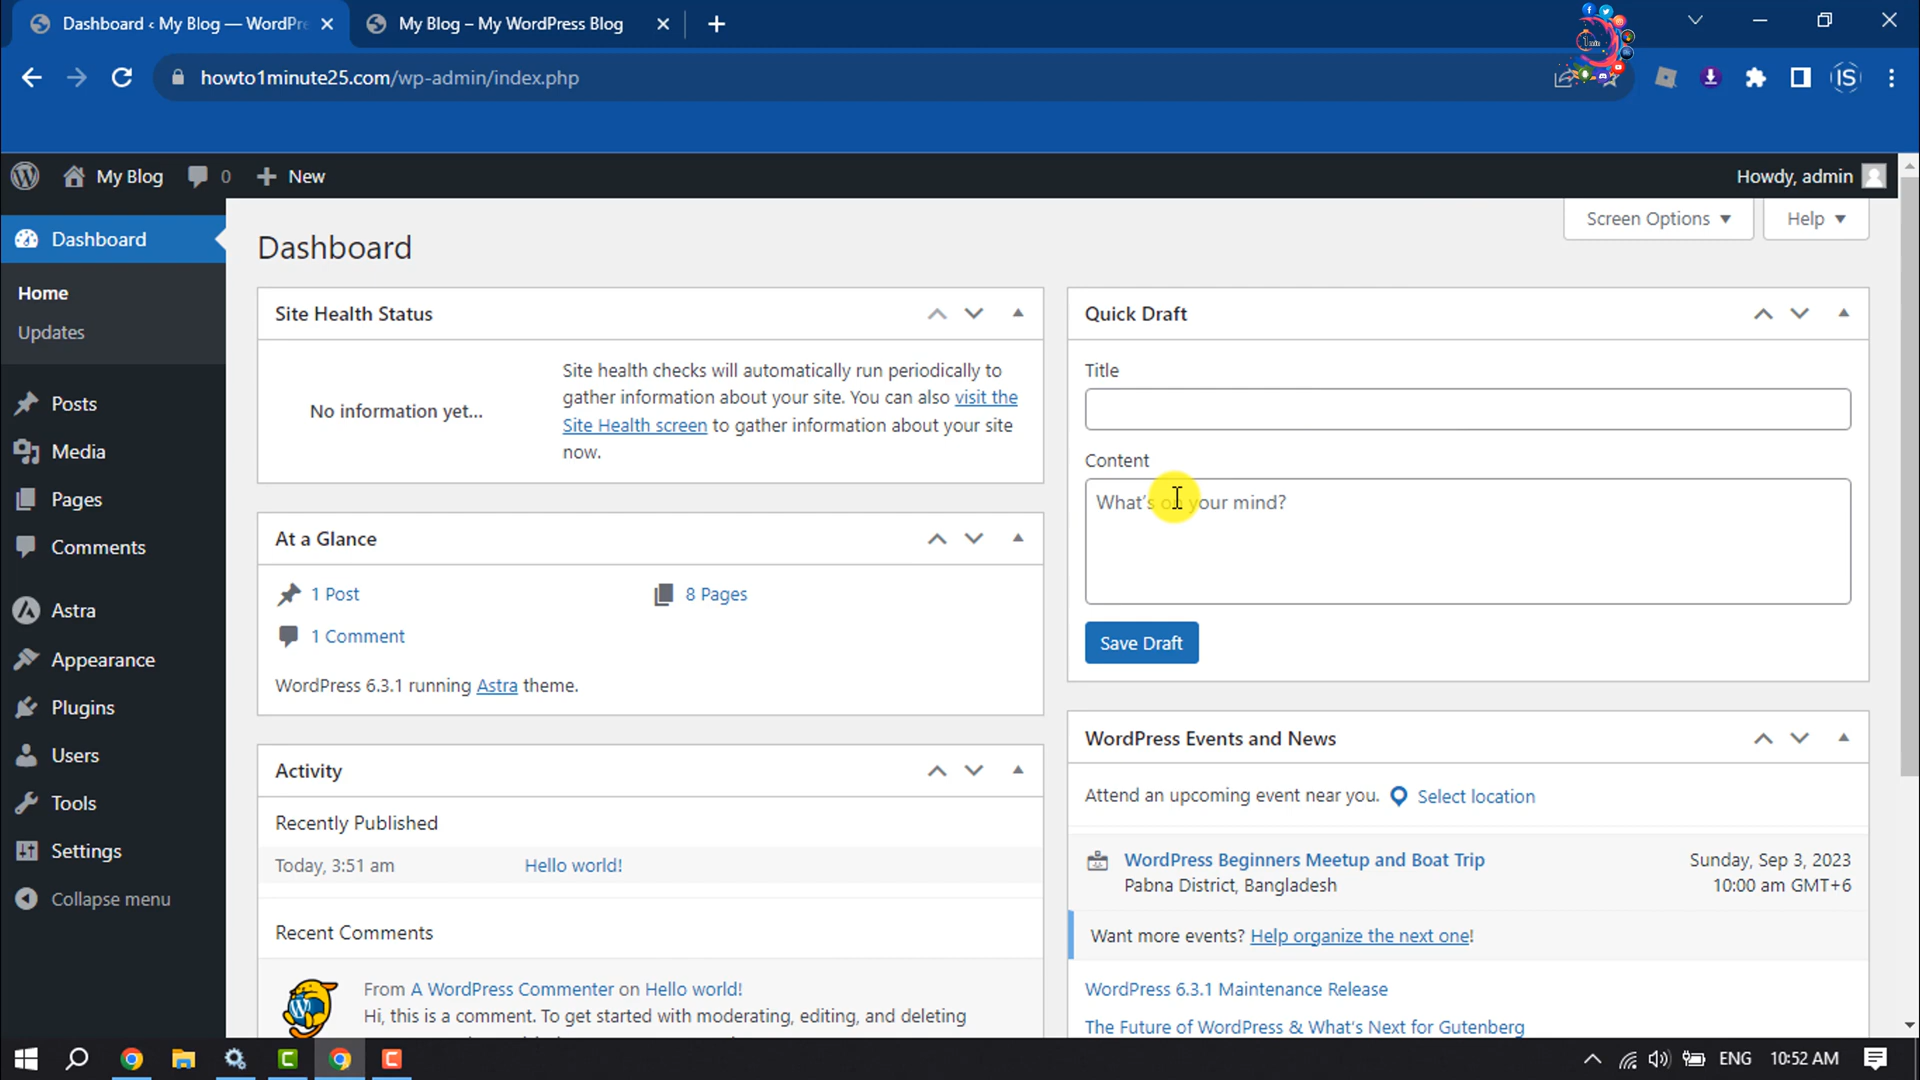 Dashboard ‹ My Blog — WordPre
My Blog – My WordPress Blog
howto1minute25.com/wp-admin/index.php
IS
My Blog
0
New
Howdy, admin
Dashboard
Home
Updates
Posts
Media
Pages
Comments
Astra
Appearance
Plugins
Users
Tools
Settings
Collapse menu
Screen Options
Help
Dashboard
Site Health Status
No information yet...
Site health checks will automatically run periodically to
gather information about your site. You can also visit the
Site Health screen to gather information about your site
now.
At a Glance
1 Post
8 Pages
1 Comment
WordPress 6.3.1 running Astra theme.
Activity
Recently Published
Today, 3:51 am
Hello world!
Recent Comments
From A WordPress Commenter on Hello world!
Hi, this is a comment. To get started with moderating, editing, and deleting
Quick Draft
Title
Content
What's on your mind?
Save Draft
WordPress Events and News
Attend an upcoming event near you.
Select location
WordPress Beginners Meetup and Boat Trip
Pabna District, Bangladesh
Sunday, Sep 3, 2023
10:00 am GMT+6
Want more events? Help organize the next one!
WordPress 6.3.1 Maintenance Release
The Future of WordPress & What's Next for Gutenberg
ENG
10:52 AM